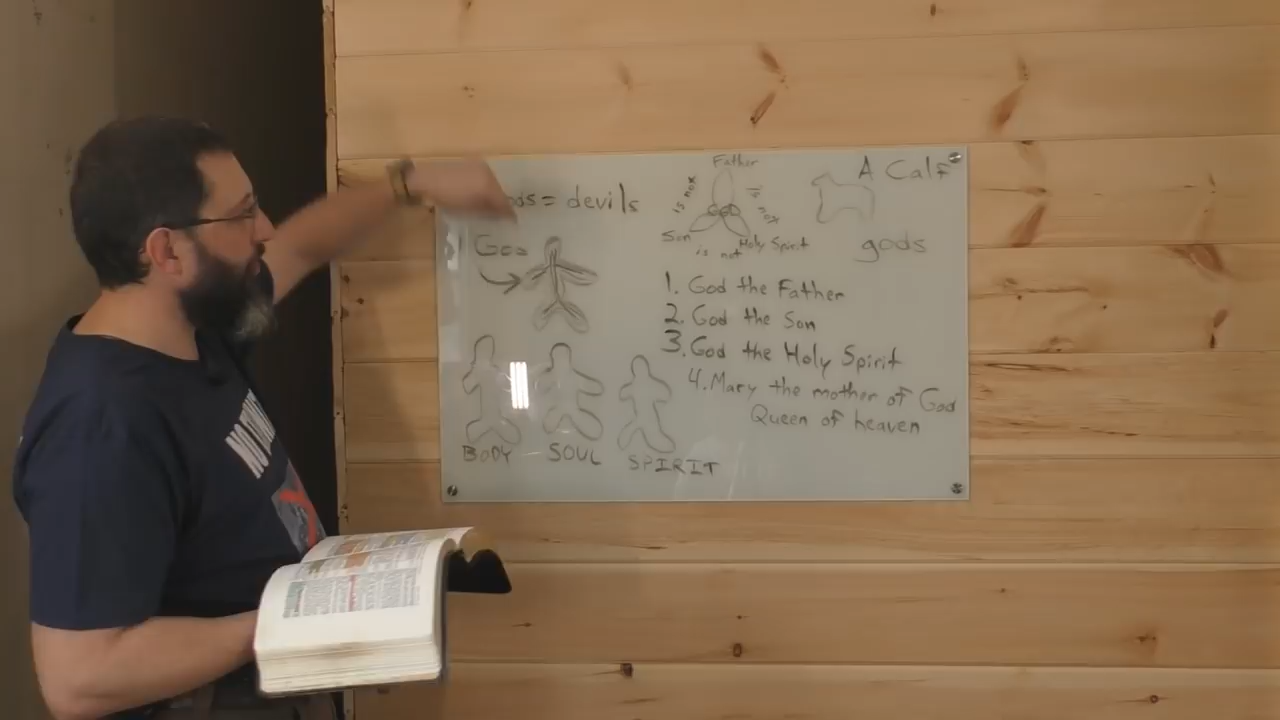 = devils
God
BODY SOUL SPIRIT
Father
is not
is not
Son
is not
Holy Spirit
A Calf
gods
1. God the Father
2. God the Son
3. God the Holy Spirit
4. Mary the mother of God
Queen of heaven